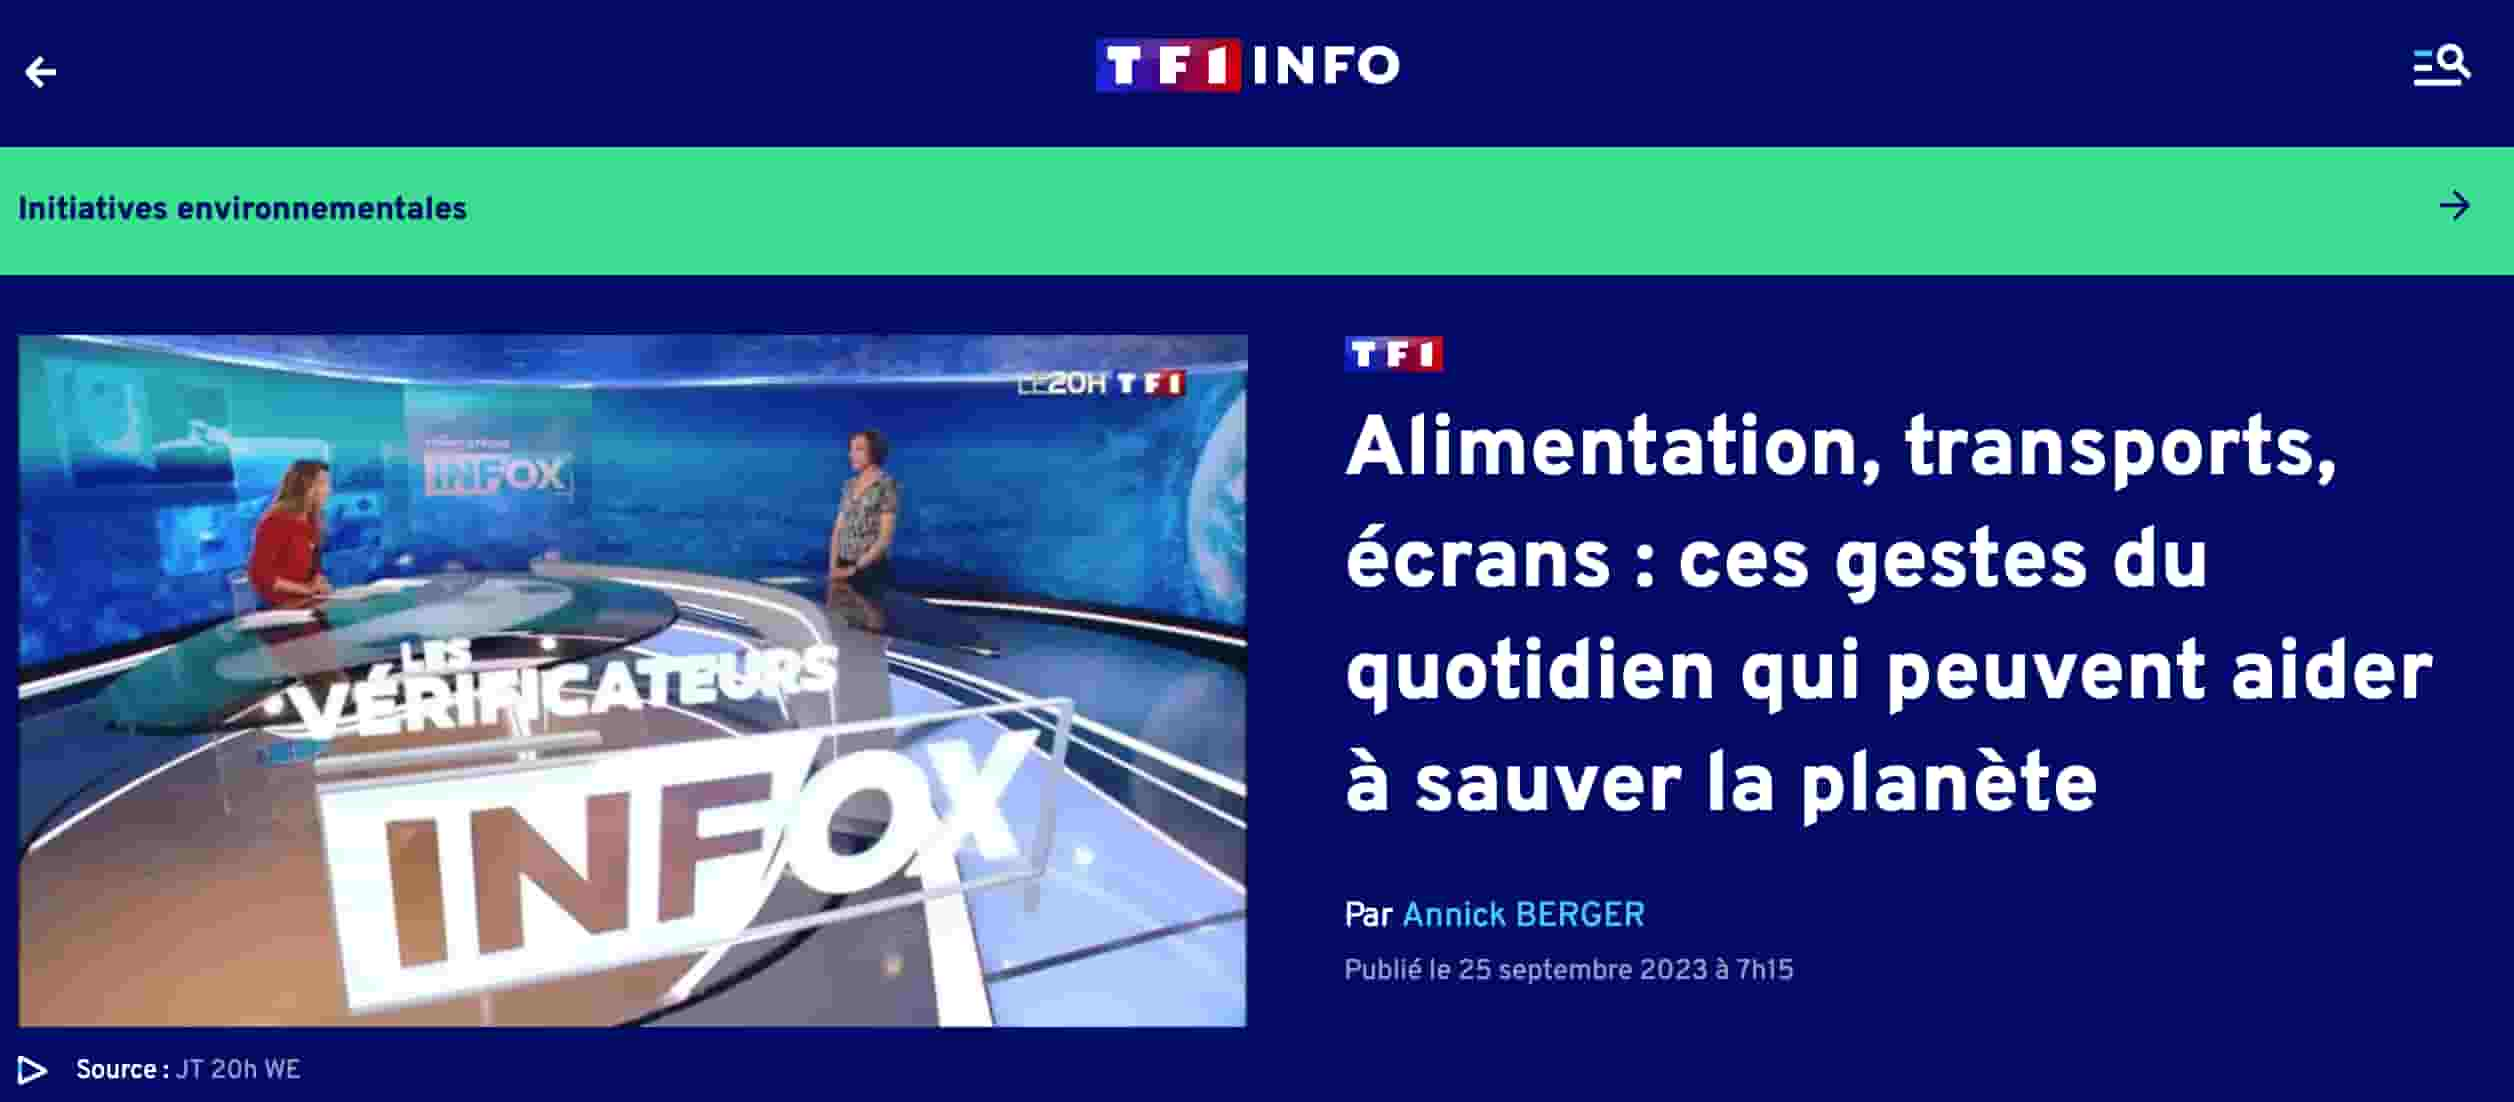 TF1 INFO
Initiatives environnementales
LE20H TF1
INFOX
LES
VÉRIFICATEURS
INFOX
TF1
Alimentation, transports,
écrans : ces gestes du
quotidien qui peuvent aider
à sauver la planète
Par Annick BERGER
Publié le 25 septembre 2023 à 7h15
Source : JT 20h WE